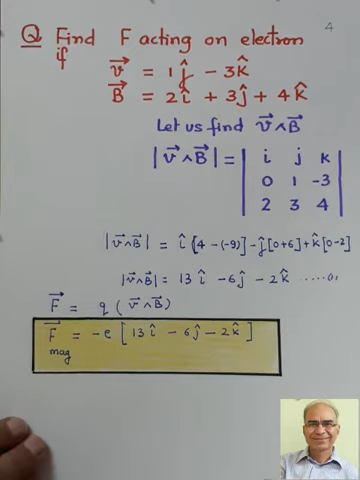 4
Q Find F acting on electron
if
v⃗ = 1ĵ - 3k̂
B⃗ = 2î + 3ĵ + 4k̂
Let us find v⃗∧B⃗
|v⃗∧B⃗| = | i j k |
| 0 1 -3 |
| 2 3 4 |
|v⃗∧B⃗| = î [4-(-9)] - ĵ[0+6] + k̂[0-2]
|v⃗∧B⃗| = 13 î - 6ĵ - 2k̂ .....
F⃗ = q (v⃗∧B⃗)
F⃗ mag = -e [13î - 6ĵ - 2k̂]